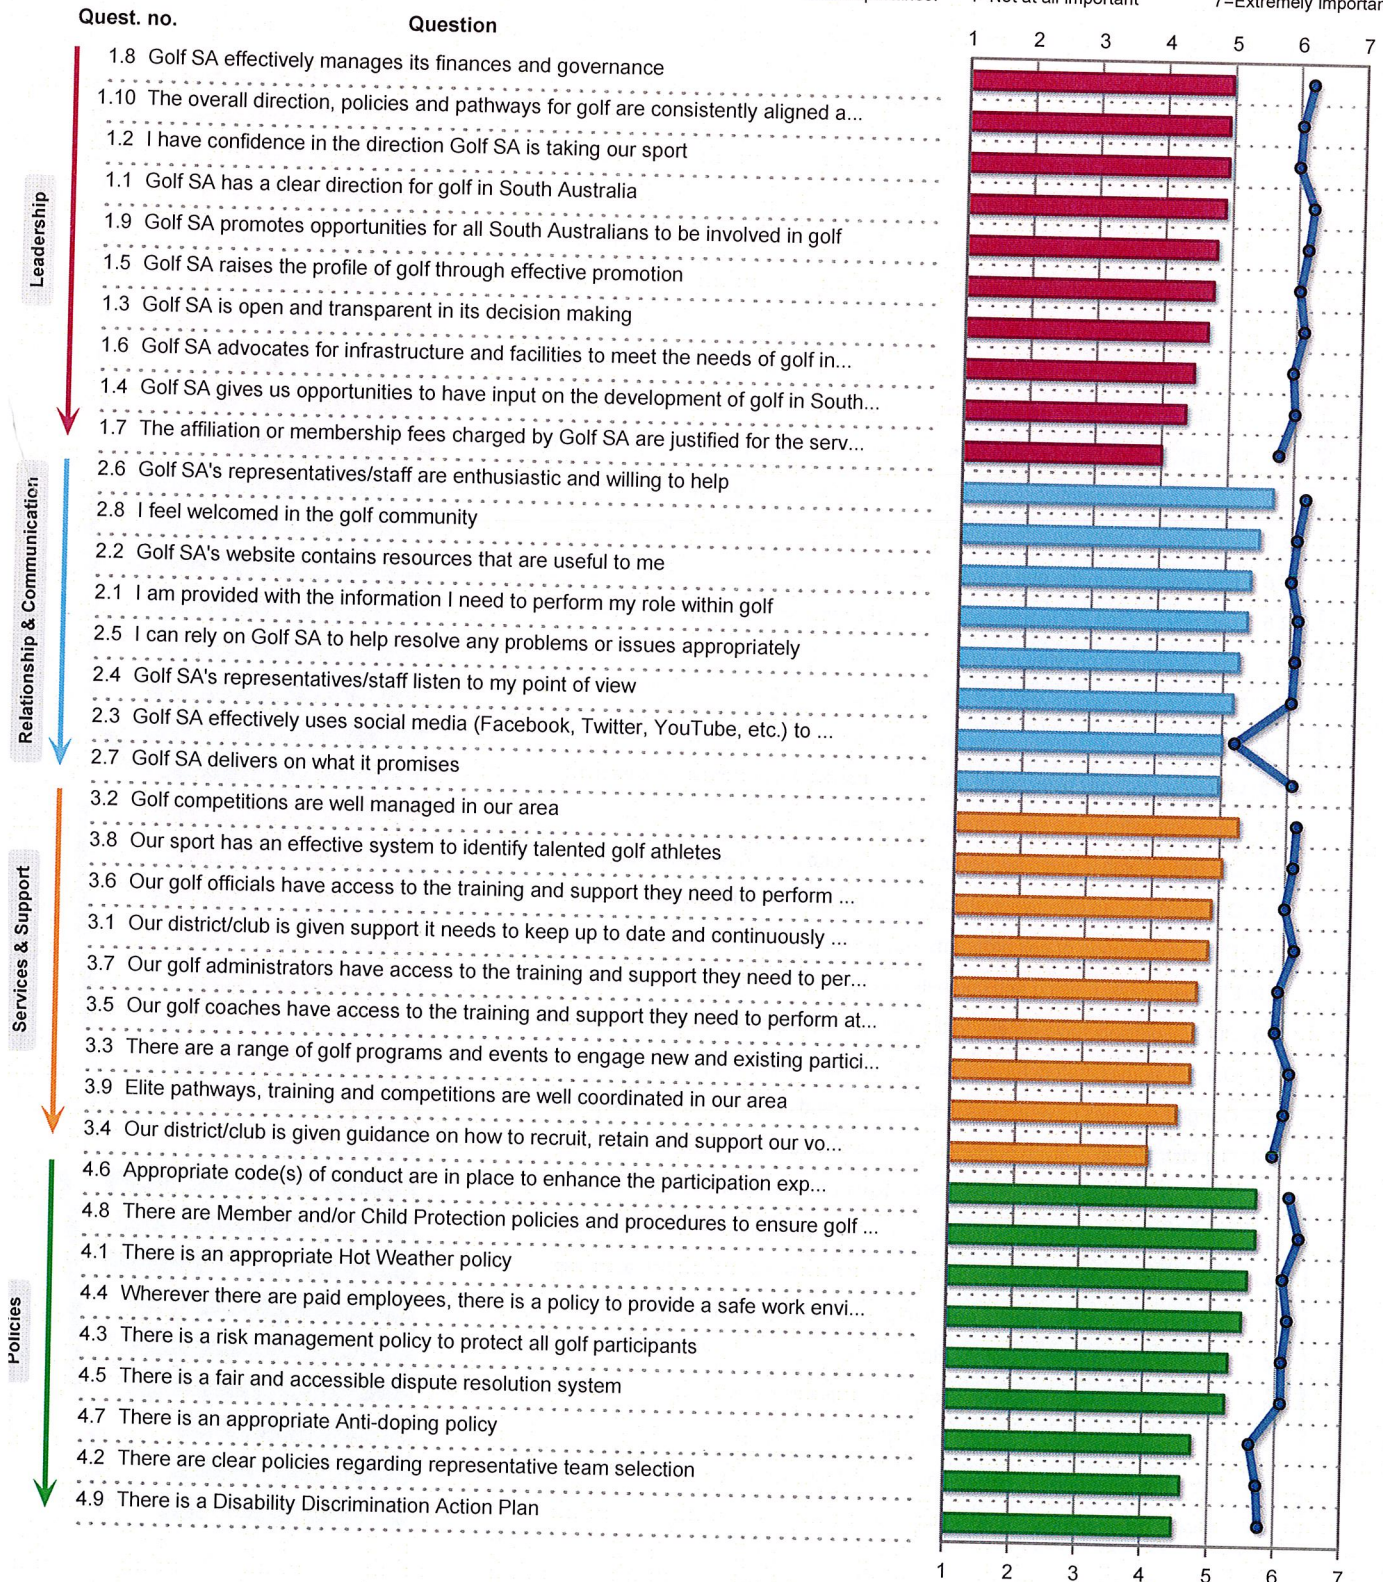 Not at all important 7=Extremely Importan
Quest. no. Question
1 2 3 4 5 6 7
Leadership
1.8 Golf SA effectively manages its finances and governance
1.10 The overall direction, policies and pathways for golf are consistently aligned a...
1.2 I have confidence in the direction Golf SA is taking our sport
1.1 Golf SA has a clear direction for golf in South Australia
1.9 Golf SA promotes opportunities for all South Australians to be involved in golf
1.5 Golf SA raises the profile of golf through effective promotion
1.3 Golf SA is open and transparent in its decision making
1.6 Golf SA advocates for infrastructure and facilities to meet the needs of golf in...
1.4 Golf SA gives us opportunities to have input on the development of golf in South...
1.7 The affiliation or membership fees charged by Golf SA are justified for the serv...
Relationship & Communication
2.6 Golf SA's representatives/staff are enthusiastic and willing to help
2.8 I feel welcomed in the golf community
2.2 Golf SA's website contains resources that are useful to me
2.1 I am provided with the information I need to perform my role within golf
2.5 I can rely on Golf SA to help resolve any problems or issues appropriately
2.4 Golf SA's representatives/staff listen to my point of view
2.3 Golf SA effectively uses social media (Facebook, Twitter, YouTube, etc.) to ...
2.7 Golf SA delivers on what it promises
Services & Support
3.2 Golf competitions are well managed in our area
3.8 Our sport has an effective system to identify talented golf athletes
3.6 Our golf officials have access to the training and support they need to perform ...
3.1 Our district/club is given support it needs to keep up to date and continuously ...
3.7 Our golf administrators have access to the training and support they need to per...
3.5 Our golf coaches have access to the training and support they need to perform at...
3.3 There are a range of golf programs and events to engage new and existing partici...
3.9 Elite pathways, training and competitions are well coordinated in our area
3.4 Our district/club is given guidance on how to recruit, retain and support our vo...
Policies
4.6 Appropriate code(s) of conduct are in place to enhance the participation exp...
4.8 There are Member and/or Child Protection policies and procedures to ensure golf ...
4.1 There is an appropriate Hot Weather policy
4.4 Wherever there are paid employees, there is a policy to provide a safe work envi...
4.3 There is a risk management policy to protect all golf participants
4.5 There is a fair and accessible dispute resolution system
4.7 There is an appropriate Anti-doping policy
4.2 There are clear policies regarding representative team selection
4.9 There is a Disability Discrimination Action Plan
1 2 3 4 5 6 7